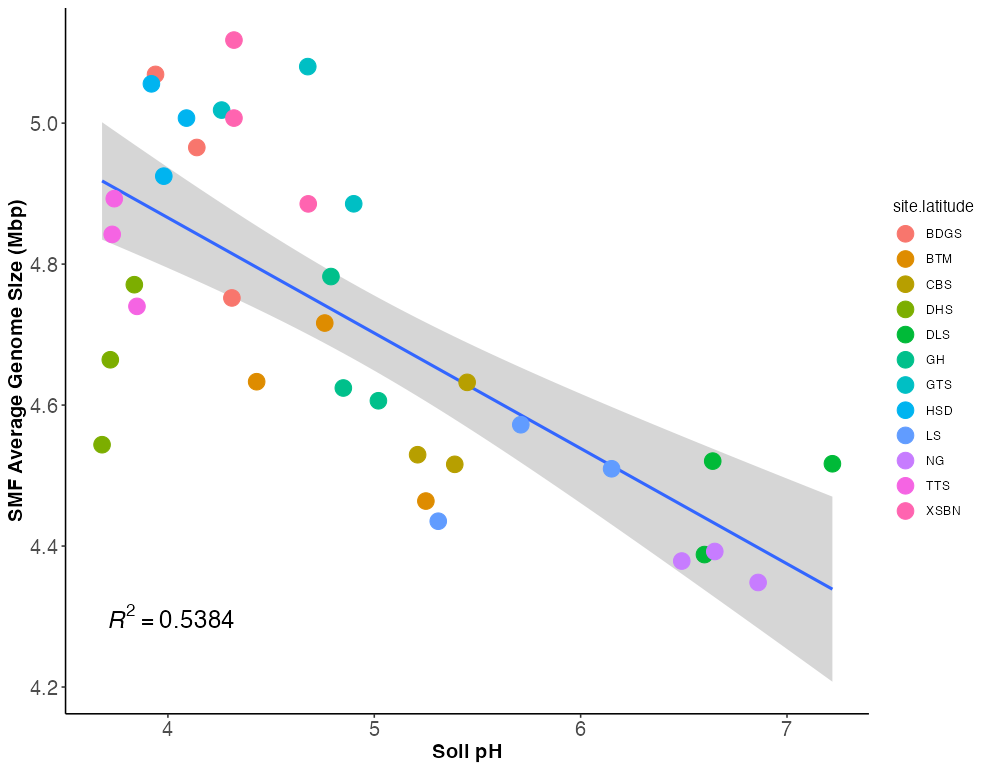 5.0
4.8
4.6
4.4
4.2
SMF Average Genome Size (Mbp)
R² = 0.5384
4 5 6 7
Soll pH
site.latitude
BDGS
BTM
CBS
DHS
DLS
GH
GTS
HSD
LS
NG
TTS
XSBN